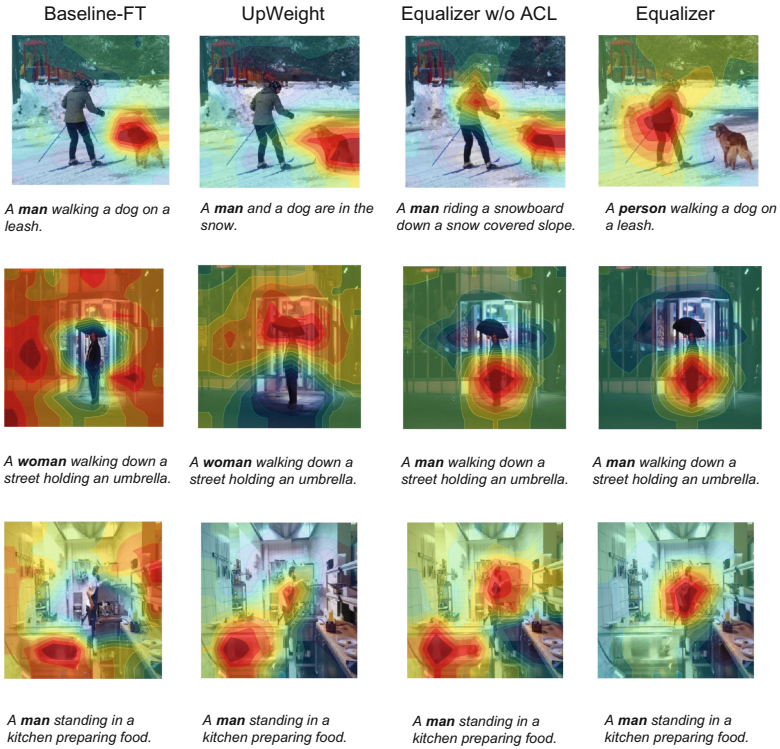 Baseline-FT UpWeight Equalizer w/o ACL Equalizer
A man walking a dog on a
leash.
A man and a dog are in the
snow.
A man riding a snowboard
down a snow covered slope.
A person walking a dog on
a leash.
A woman walking down a
street holding an umbrella.
A woman walking down a
street holding an umbrella.
A man walking down a
street holding an umbrella.
A man walking down a
street holding an umbrella.
A man standing in a
kitchen preparing food.
A man standing in a
kitchen preparing food.
A man standing in a
kitchen preparing food.
A man standing in a
kitchen preparing food.